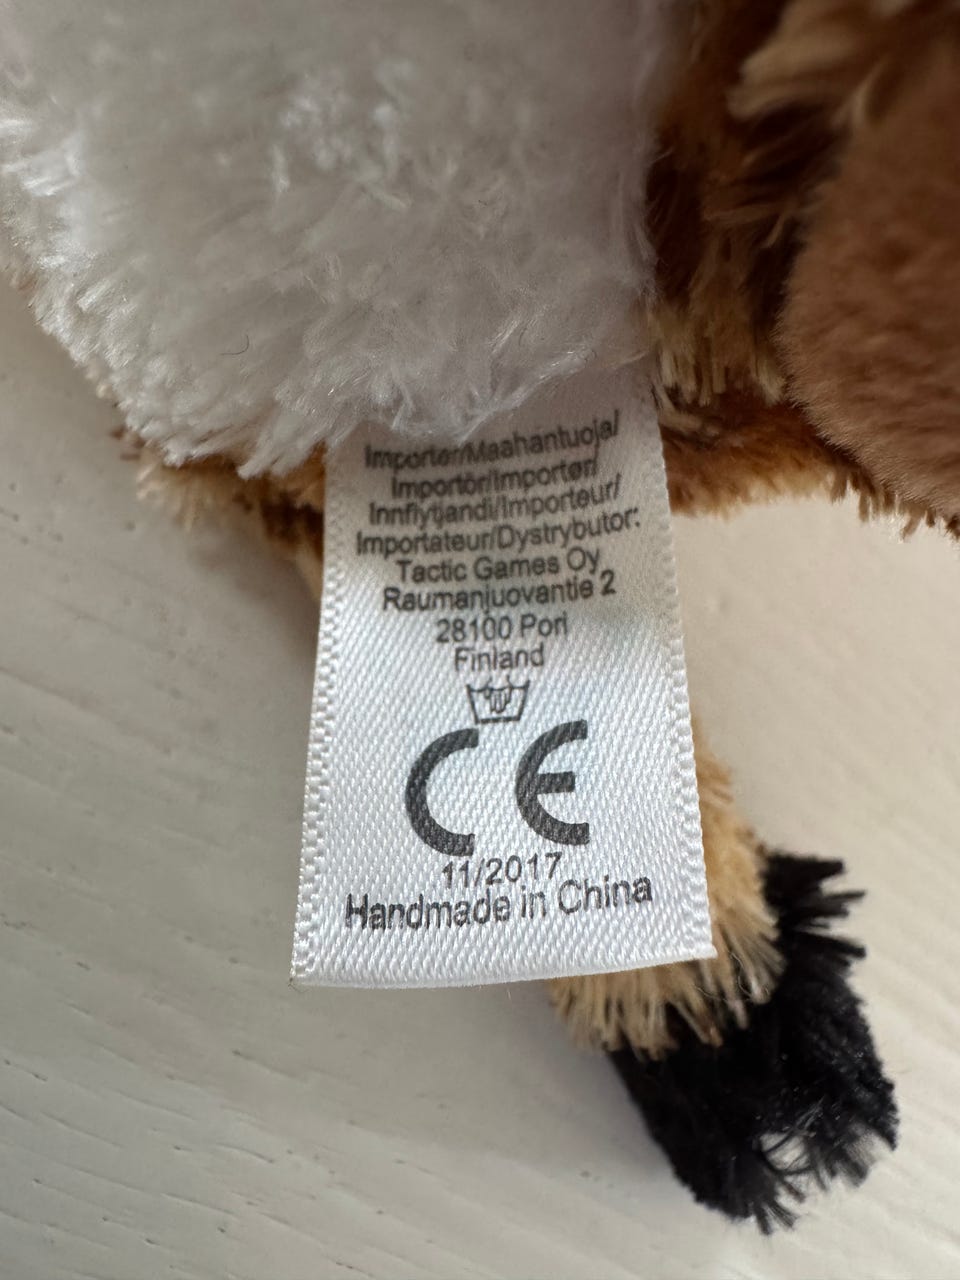 Importer/Maahantuoja/
Importör/Importør/
Innflytjandi/Importeur/
Importateur/Dystrybutor:
Tactic Games Oy
Raumanjuovantie 2
28100 Pori
Finland
CE
11/2017
Handmade in China